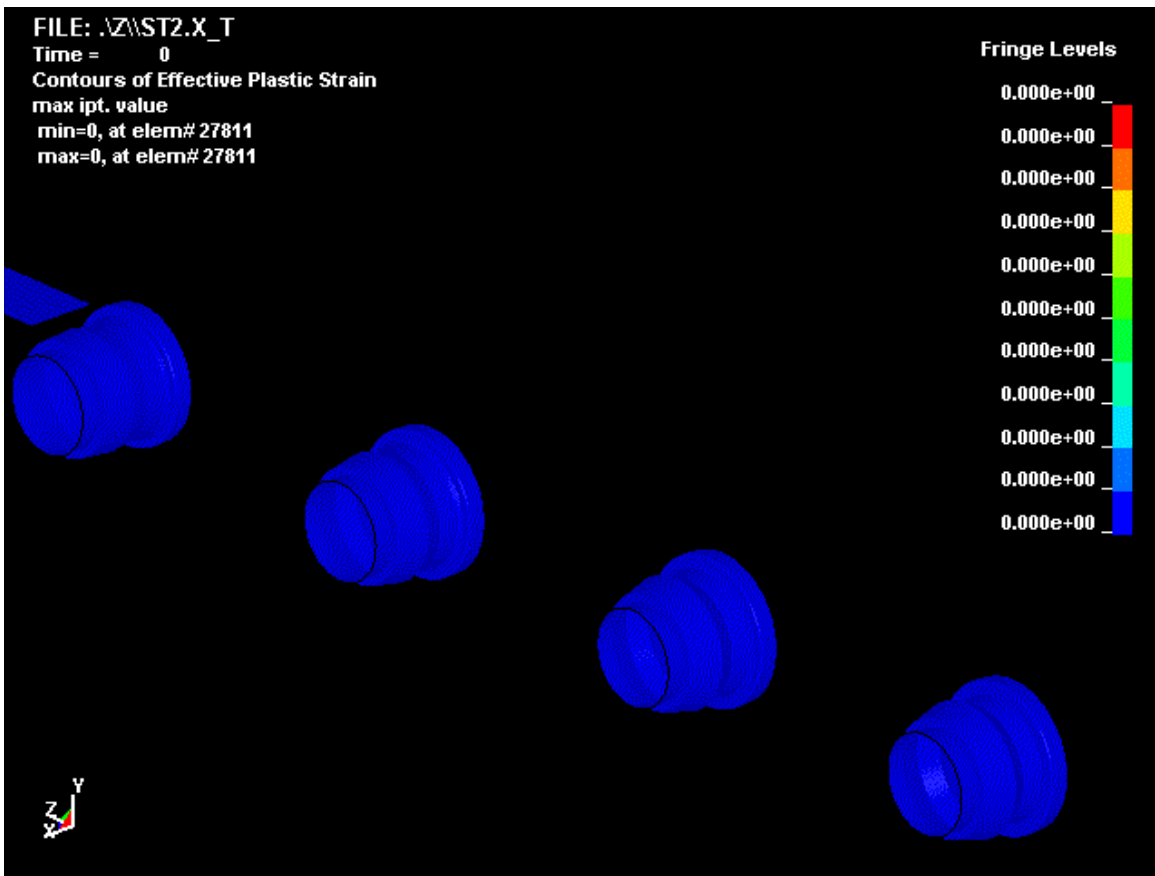 FILE: .\Z\\ST2.X_T
Time = 0
Contours of Effective Plastic Strain
max ipt. value
min=0, at elem# 27811
max=0, at elem# 27811
Fringe Levels
0.000e+00
0.000e+00
0.000e+00
0.000e+00
0.000e+00
0.000e+00
0.000e+00
0.000e+00
0.000e+00
0.000e+00
0.000e+00
Y
Z
X